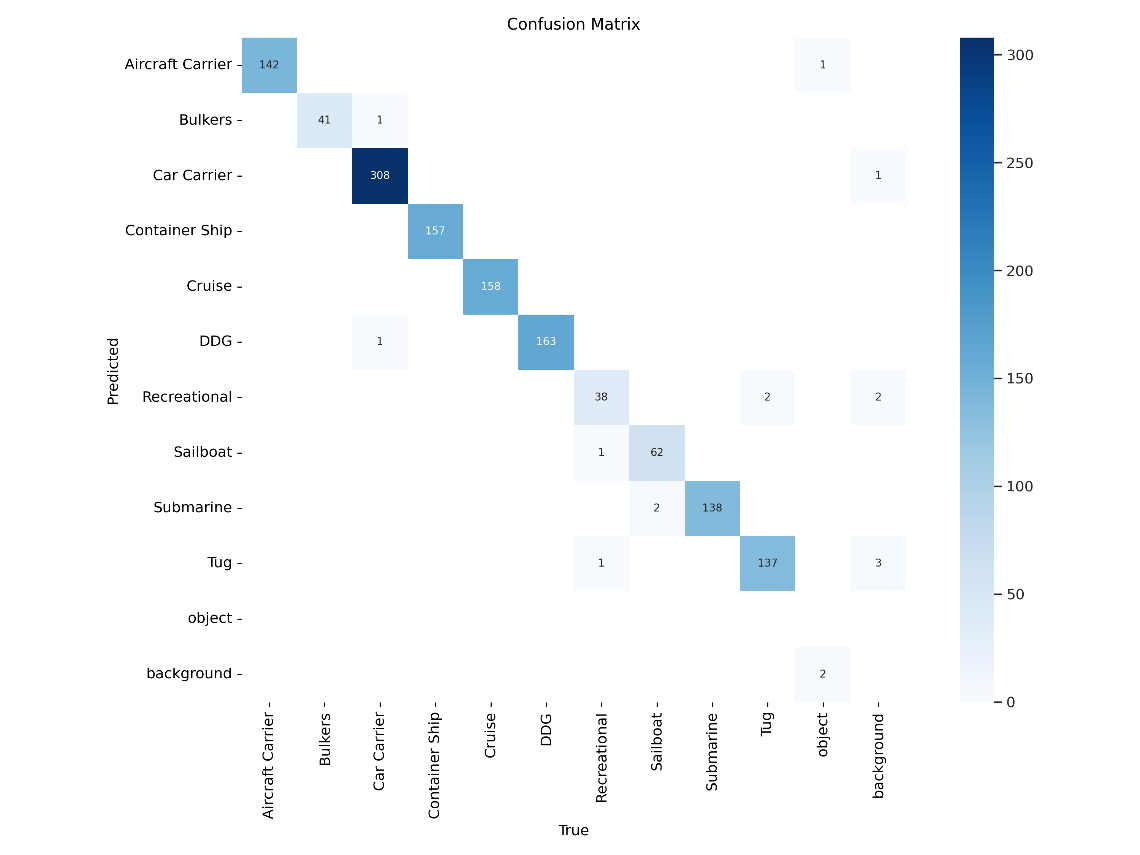 Confusion Matrix
Aircraft Carrier 142 1
Bulkers 41 1
Car Carrier 308 1
Container Ship 157
Cruise 158
DDG 1 163
Recreational 38 2 2
Sailboat 1 62
Submarine 2 138
Tug 1 137 3
object
background 2
Predicted
Aircraft Carrier
Bulkers
Car Carrier
Container Ship
Cruise
DDG
Recreational
Sailboat
Submarine
Tug
object
background
True
300
250
200
150
100
50
0